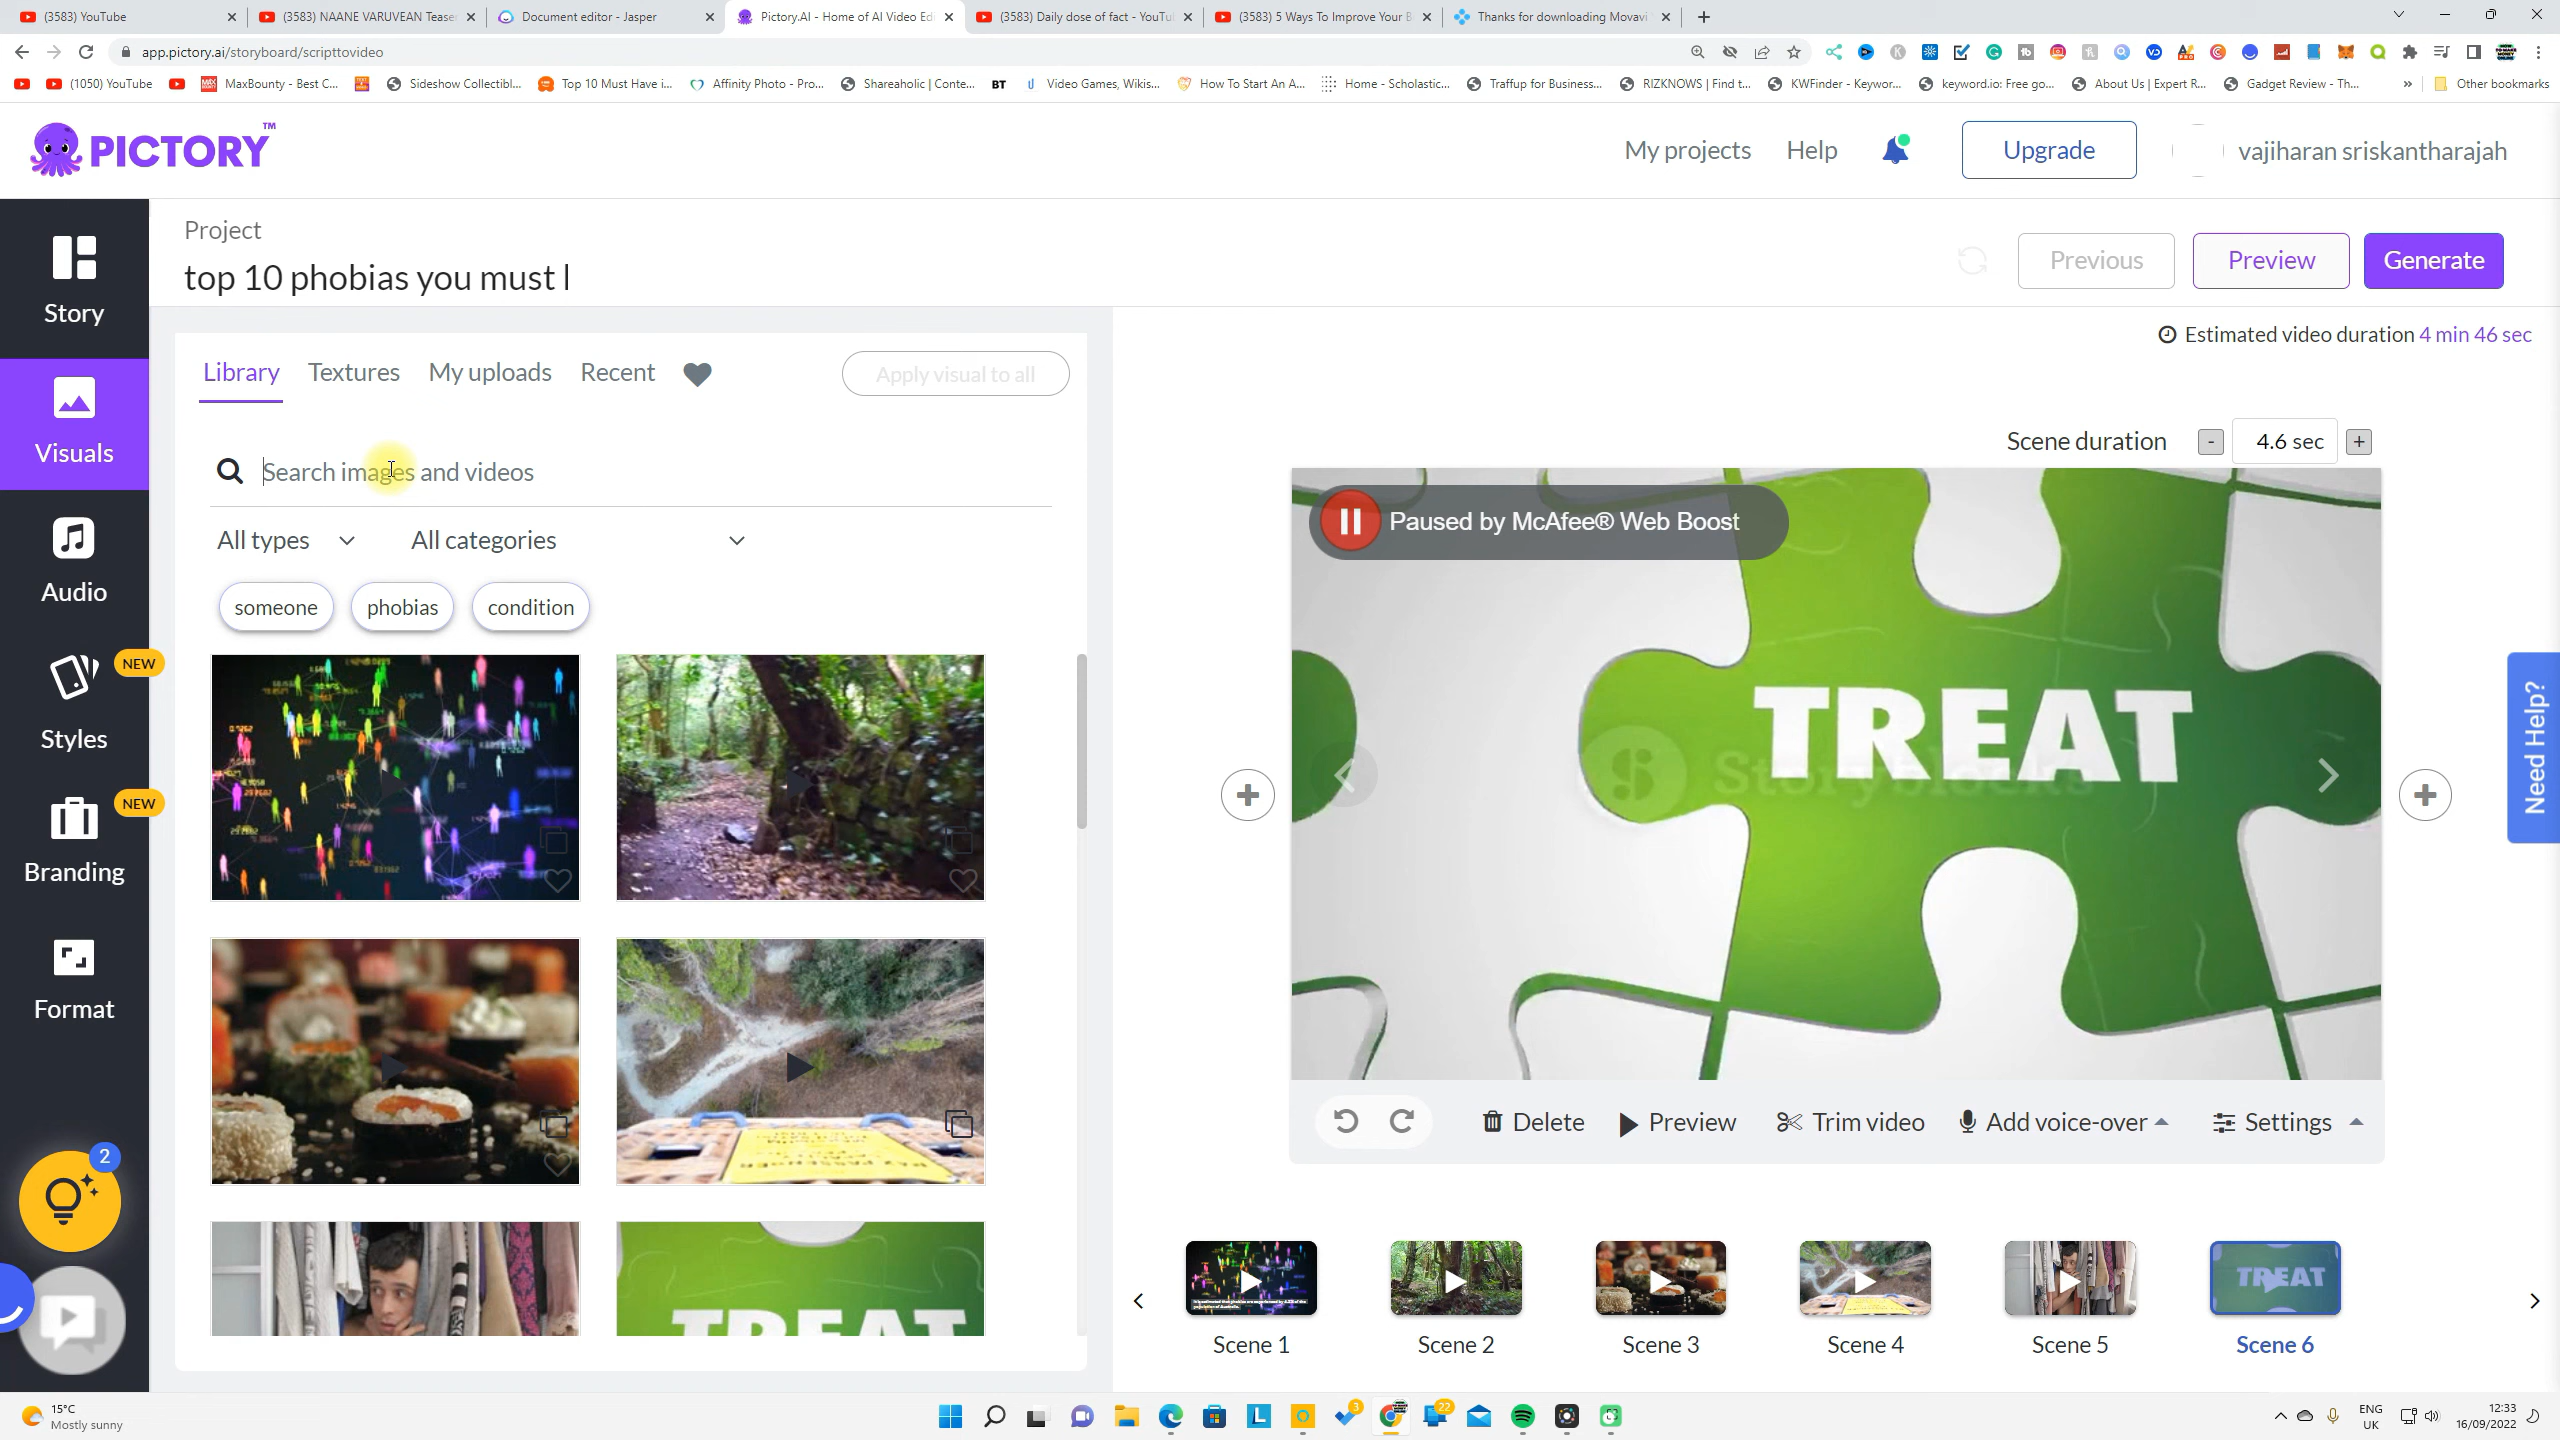 (3583) YouTube
(3583) NAANE VARUVEAN Teaser
Document editor - Jasper
Pictory.AI - Home of AI Video Edi
(3583) Daily dose of fact - YouTu
(3583) 5 Ways To Improve Your B
Thanks for downloading Movavi
app.pictory.ai/storyboard/scripttovideo
(1050) YouTube
MaxBounty - Best C...
Sideshow Collectibl...
Top 10 Must Have i...
Affinity Photo - Pro...
Shareaholic | Conte...
BT
Video Games, Wikis...
How To Start An A...
Home - Scholastic...
Traffup for Business...
RIZKNOWS | Find t...
KWFinder - Keywor...
keyword.io: Free go...
About Us | Expert R...
Gadget Review - Th...
»
Other bookmarks
PICTORY™
My projects
Help
Upgrade
vajiharan sriskantharajah
Project
top 10 phobias you must l
Previous
Preview
Generate
Estimated video duration 4 min 46 sec
Story
Visuals
Audio
NEW
Styles
NEW
Branding
Format
2
Library
Textures
My uploads
Recent
Apply visual to all
Search images and videos
All types
All categories
someone
phobias
condition
TREAT
Scene duration
-
4.6 sec
+
Paused by McAfee® Web Boost
TREAT
Storyblocks
Need Help?
Delete
Preview
Trim video
Add voice-over
Settings
TREAT
Scene 1
Scene 2
Scene 3
Scene 4
Scene 5
Scene 6
15°C
Mostly sunny
3
22
ENG
UK
12:33
16/09/2022